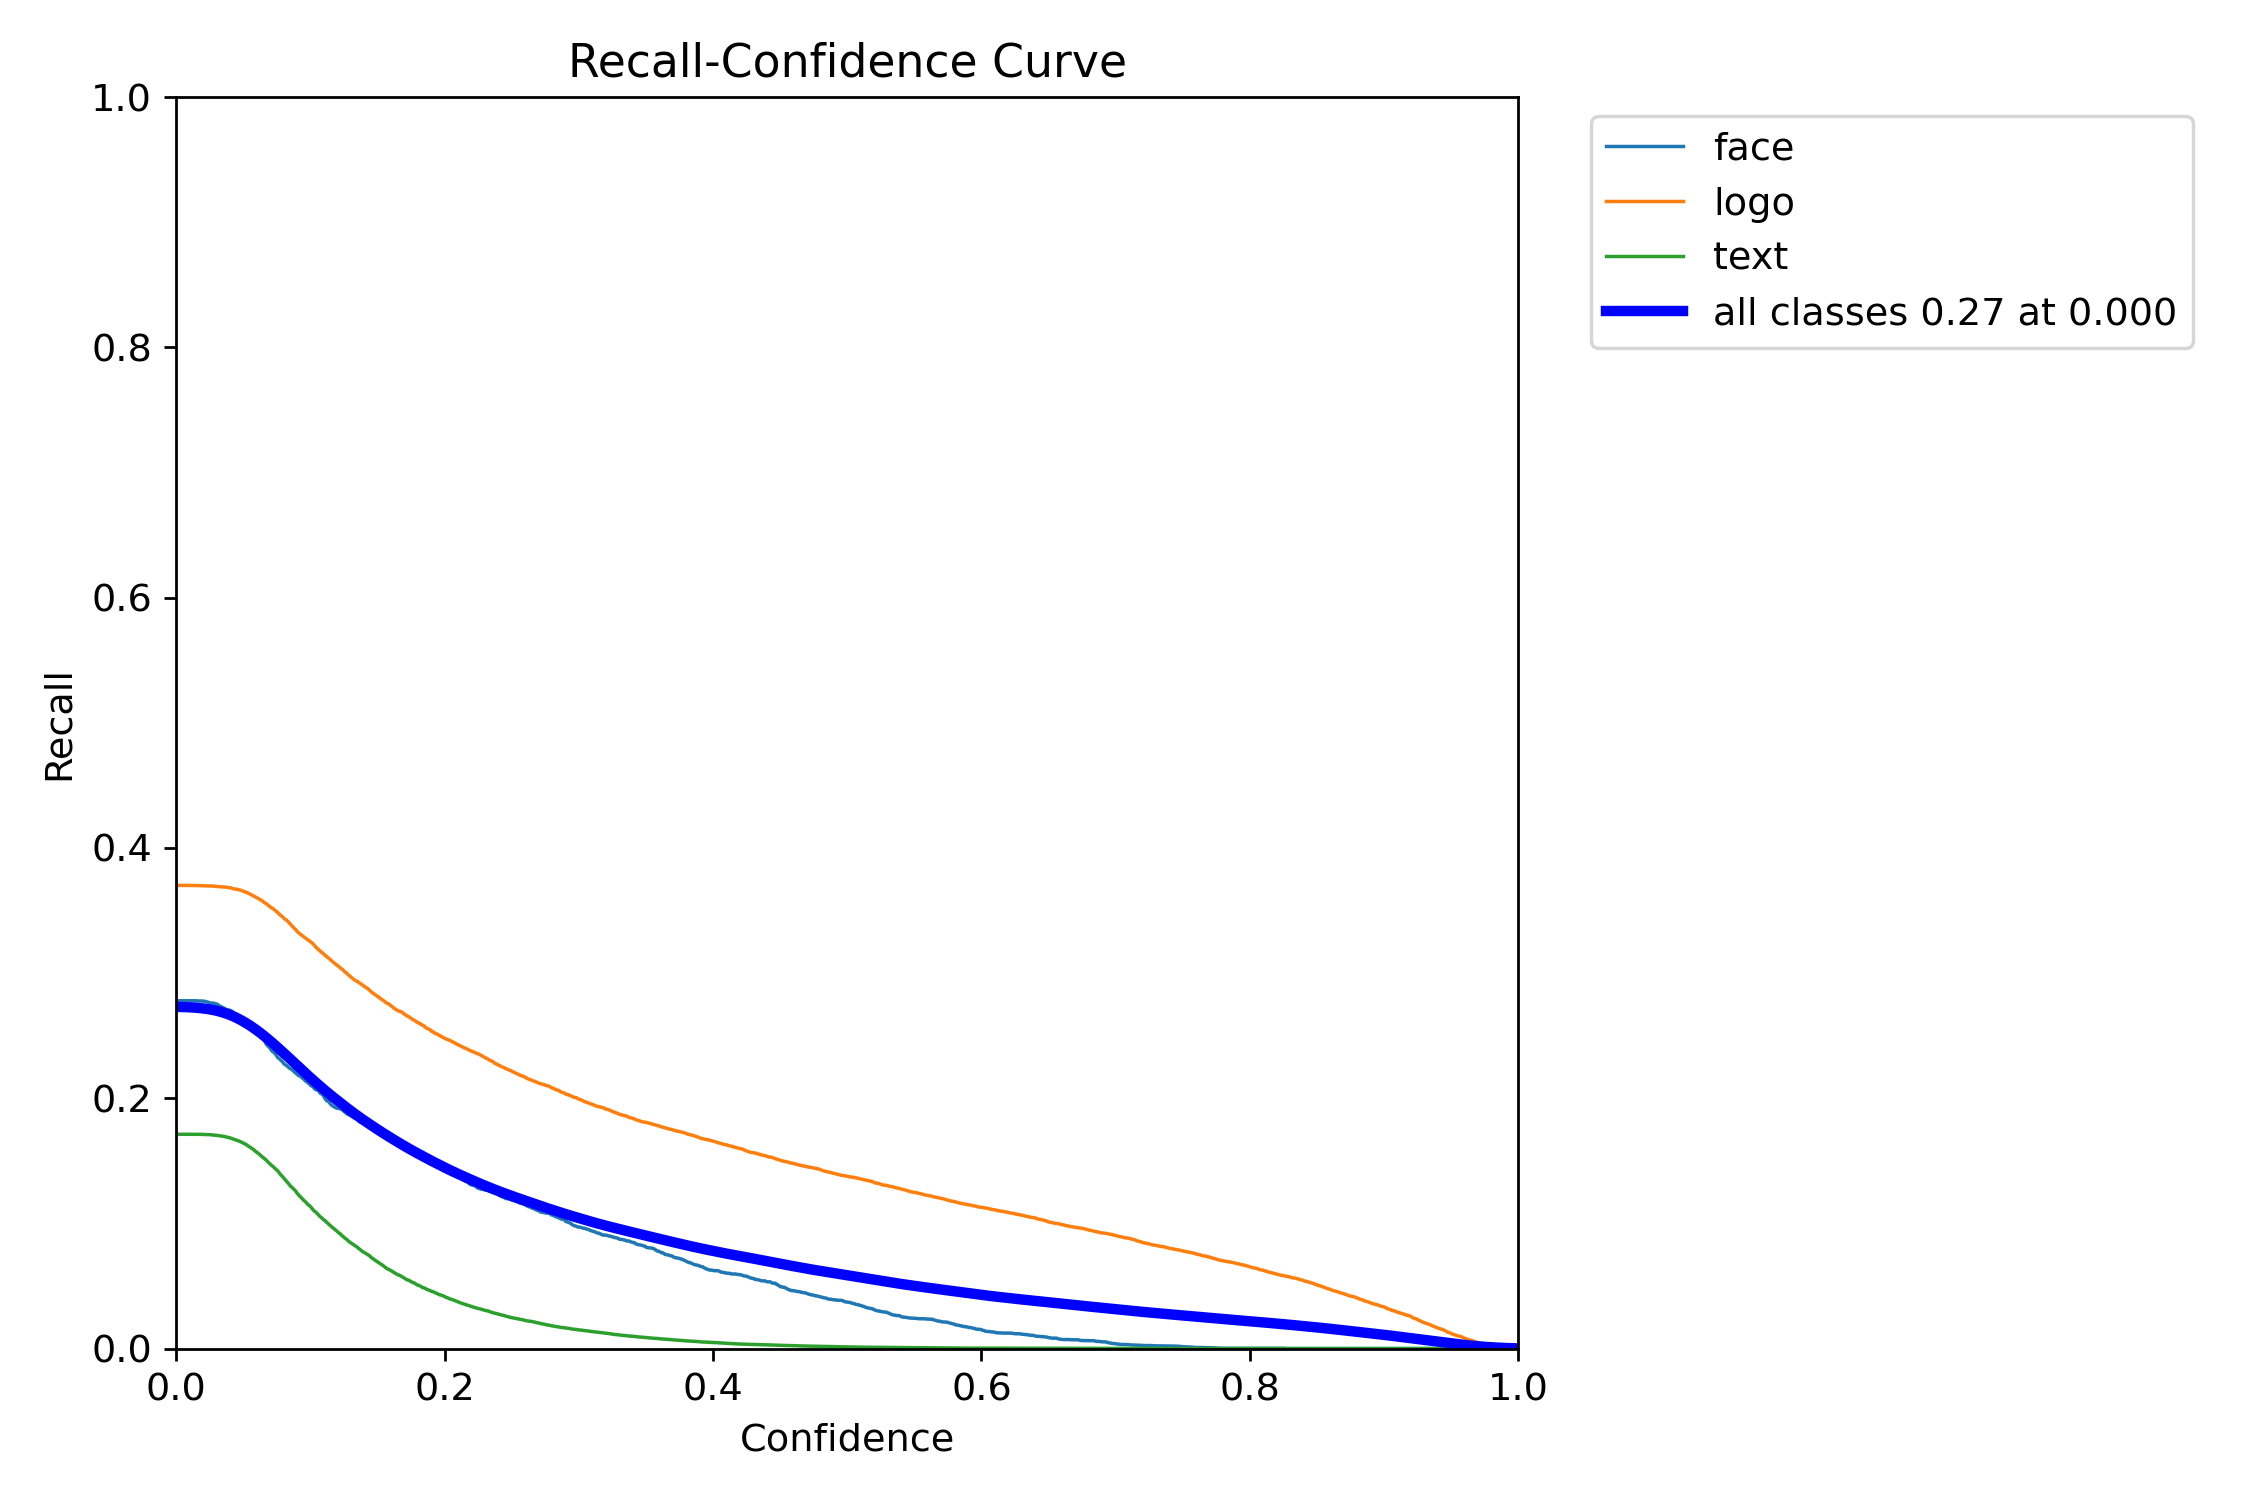 Recall-Confidence Curve
1.0
0.8
0.6
0.4
0.2
0.0
Recall
0.0 0.2 0.4 0.6 0.8 1.0
Confidence
face
logo
text
all classes 0.27 at 0.000